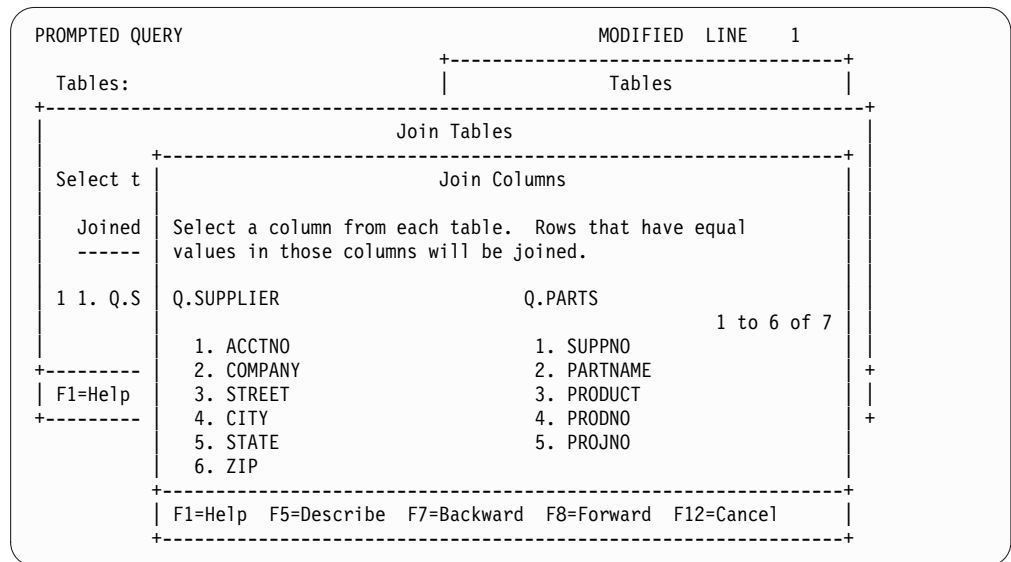 PROMPTED QUERY MODIFIED LINE 1
Tables: Tables
Join Tables
Select t Join Columns
Joined Select a column from each table. Rows that have equal
------ values in those columns will be joined.
1 1. Q.S Q.SUPPLIER Q.PARTS
1 to 6 of 7
1. ACCTNO 1. SUPPNO
2. COMPANY 2. PARTNAME
F1=Help 3. STREET 3. PRODUCT
4. CITY 4. PRODNO
5. STATE 5. PROJNO
6. ZIP
F1=Help F5=Describe F7=Backward F8=Forward F12=Cancel